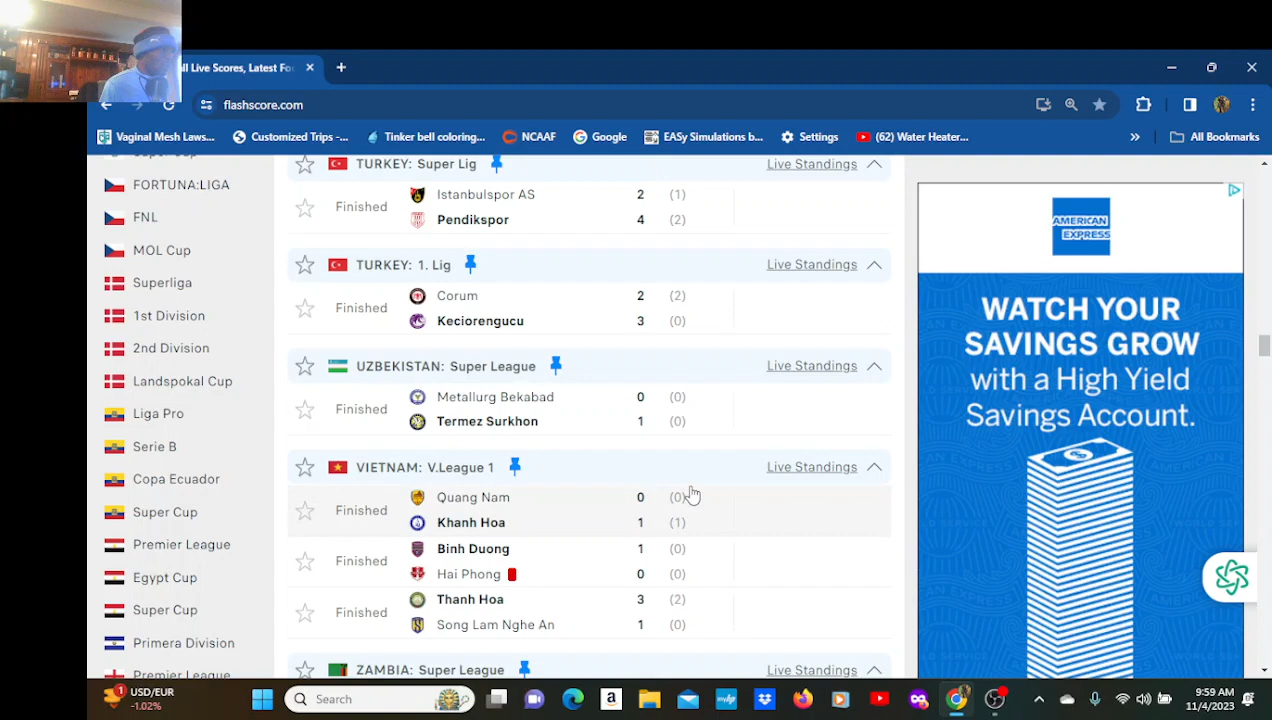 ll Live Scores, Latest Fo
flashscore.com
Vaginal Mesh Laws...
Customized Trips -...
Tinker bell coloring...
NCAAF
Google
EASy Simulations b...
Settings
(62) Water Heater...
»
All Bookmarks
FORTUNA:LIGA
FNL
MOL Cup
Superliga
1st Division
2nd Division
Landspokal Cup
Liga Pro
Serie B
Copa Ecuador
Super Cup
Premier League
Egypt Cup
Super Cup
Primera Division
Premier League
TURKEY: Super Lig Live Standings
Finished
Istanbulspor AS 2 (1)
Pendikspor 4 (2)
TURKEY: 1. Lig Live Standings
Finished
Corum 2 (2)
Keciorengucu 3 (0)
UZBEKISTAN: Super League Live Standings
Finished
Metallurg Bekabad 0 (0)
Termez Surkhon 1 (0)
VIETNAM: V.League 1 Live Standings
Finished
Quang Nam 0 (0)
Khanh Hoa 1 (1)
Finished
Binh Duong 1 (0)
Hai Phong 0 (0)
Finished
Thanh Hoa 3 (2)
Song Lam Nghe An 1 (0)
ZAMBIA: Super League Live Standings
AMERICAN
EXPRESS
WATCH YOUR
SAVINGS GROW
with a High Yield
Savings Account.
1
USD/EUR
-1.02%
Search
9:59 AM
11/4/2023